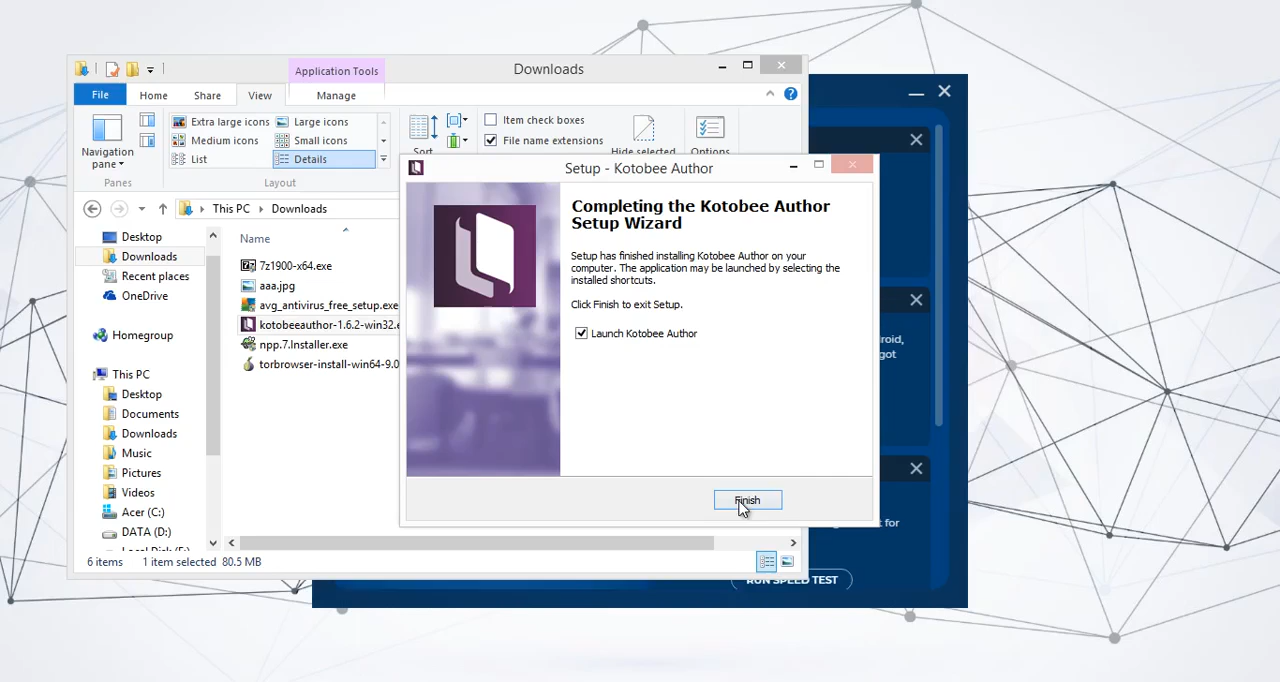 Application Tools
Downloads
File
Home
Share
View
Manage
Navigation
pane
Panes
Extra large icons
Large icons
Medium icons
Small icons
List
Details
Layout
Sort
Item check boxes
File name extensions
Hide selected
Options
This PC
Downloads
Desktop
Downloads
Recent places
OneDrive
Homegroup
This PC
Desktop
Documents
Downloads
Music
Pictures
Videos
Acer (C:)
DATA (D:)
Name
7z1900-x64.exe
aaa.jpg
avg_antivirus_free_setup.exe
kotobeeauthor-1.6.2-win32.e
npp.7.Installer.exe
torbrowser-install-win64-9.0
6 items
1 item selected
80.5 MB
Setup - Kotobee Author
Completing the Kotobee Author
Setup Wizard
Setup has finished installing Kotobee Author on your
computer. The application may be launched by selecting the
installed shortcuts.
Click Finish to exit Setup.
Launch Kotobee Author
Finish
got
for
RUN SPEED TEST